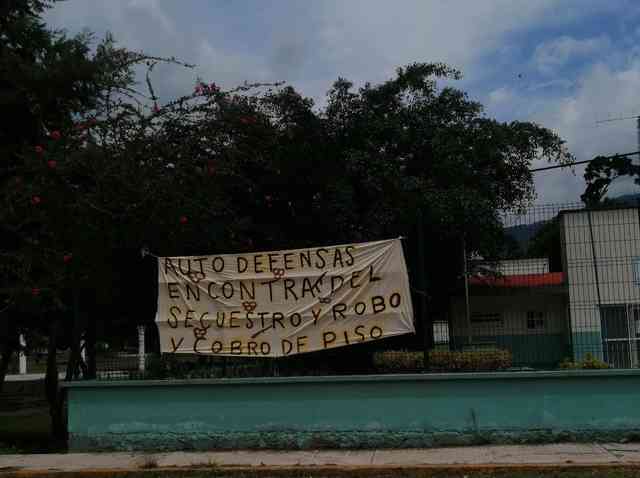 AUTO DEFENSAS
EN CONTRA DEL
SECUESTRO Y ROBO
Y COBRO DE PISO